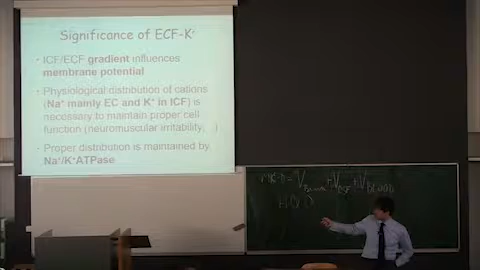 Significance of ECF-K⁺
• ICF/ECF gradient influences
membrane potential
• Physiological distribution of cations
(Na⁺ mainly EC and K⁺ in ICF) is
necessary to maintain proper cell
function (neuromuscular irritability, )
• Proper distribution is maintained by
Na⁺/K⁺ATPase